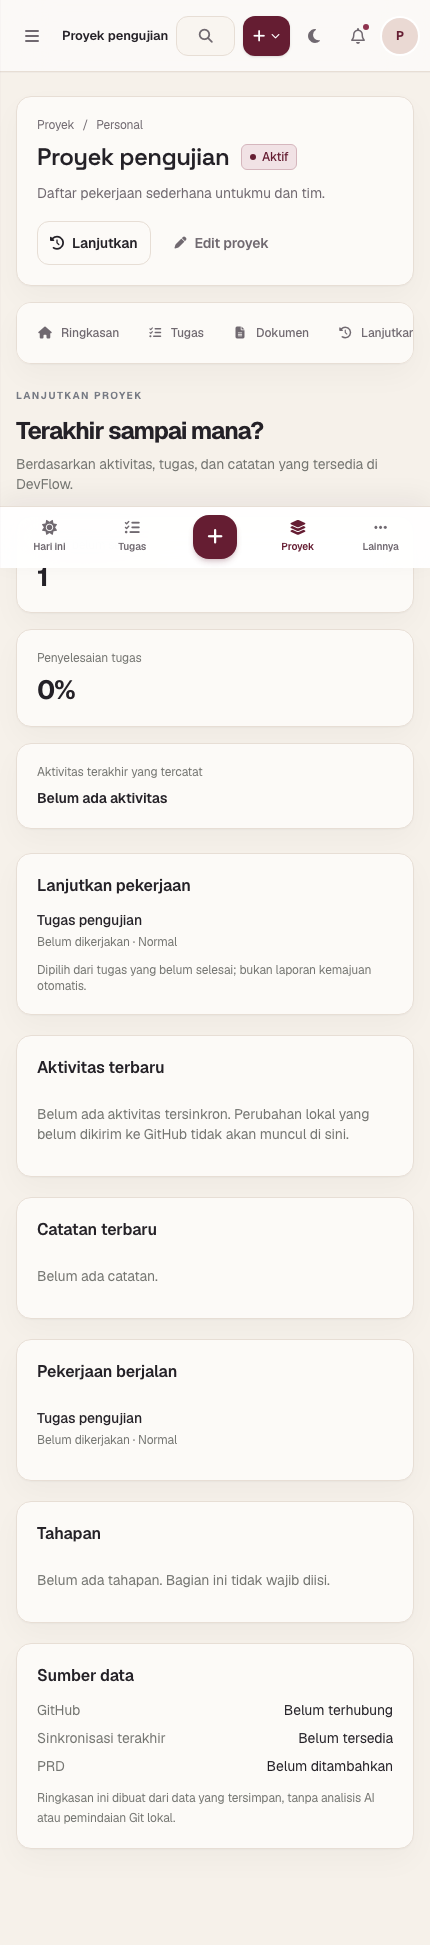 Proyek pengujian
P
Proyek / Personal
Proyek pengujian
Aktif
Daftar pekerjaan sederhana untukmu dan tim.
Lanjutkan
Edit proyek
Ringkasan
Tugas
Dokumen
Lanjutkan
LANJUTKAN PROYEK
Terakhir sampai mana?
Berdasarkan aktivitas, tugas, dan catatan yang tersedia di
DevFlow.
Hari ini
Tugas
Proyek
Lainnya
1
Penyelesaian tugas
0%
Aktivitas terakhir yang tercatat
Belum ada aktivitas
Lanjutkan pekerjaan
Tugas pengujian
Belum dikerjakan · Normal
Dipilih dari tugas yang belum selesai; bukan laporan kemajuan
otomatis.
Aktivitas terbaru
Belum ada aktivitas tersinkron. Perubahan lokal yang
belum dikirim ke GitHub tidak akan muncul di sini.
Catatan terbaru
Belum ada catatan.
Pekerjaan berjalan
Tugas pengujian
Belum dikerjakan · Normal
Tahapan
Belum ada tahapan. Bagian ini tidak wajib diisi.
Sumber data
GitHub Belum terhubung
Sinkronisasi terakhir Belum tersedia
PRD Belum ditambahkan
Ringkasan ini dibuat dari data yang tersimpan, tanpa analisis AI
atau pemindaian Git lokal.